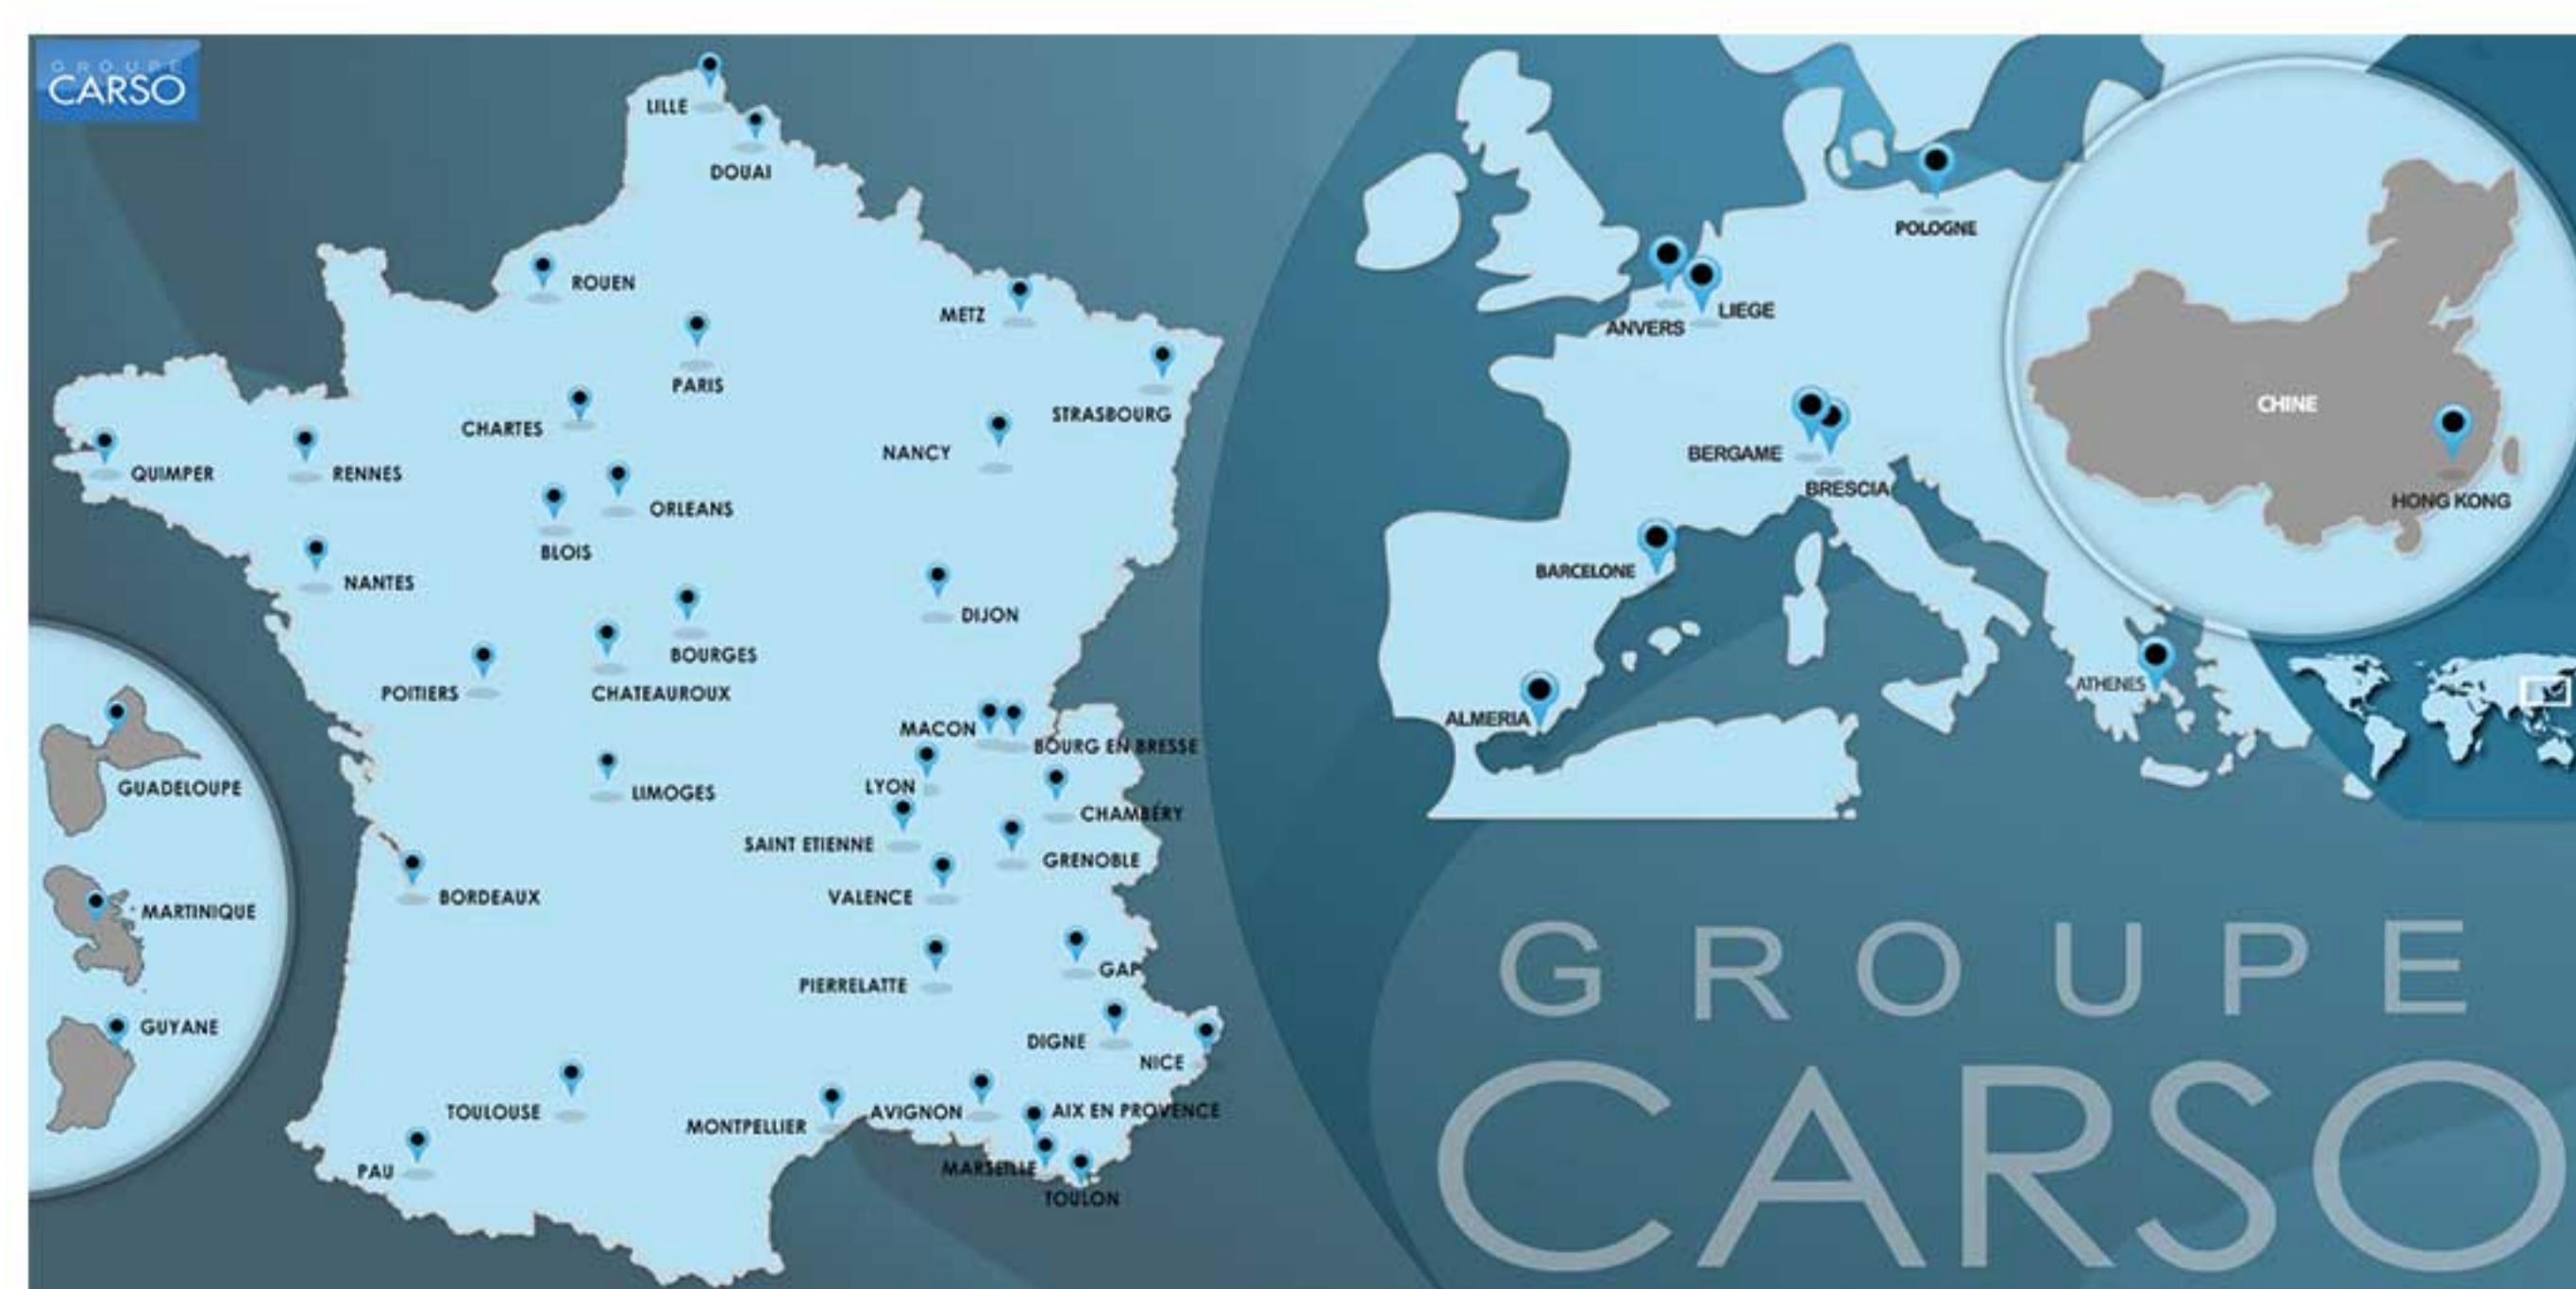 GROUPE
CARSO
LILLE
DOUAI
ROUEN
METZ
PARIS
STRASBOURG
CHARTES
NANCY
QUIMPER
RENNES
ORLEANS
BLOIS
NANTES
DIJON
BOURGES
POITIERS
CHATEAUROUX
MACON
BOURG EN BRESSE
LIMOGES
LYON
CHAMBÉRY
SAINT ETIENNE
GRENOBLE
BORDEAUX
VALENCE
GAP
PIERRELATTE
DIGNE
NICE
TOULOUSE
MONTPELLIER
AVIGNON
AIX EN PROVENCE
PAU
MARSEILLE
TOULON
GUADELOUPE
MARTINIQUE
GUYANE
POLOGNE
ANVERS
LIEGE
BERGAME
BRESCIA
BARCELONE
ALMERIA
ATHENES
CHINE
HONG KONG
GROUPE
CARSO